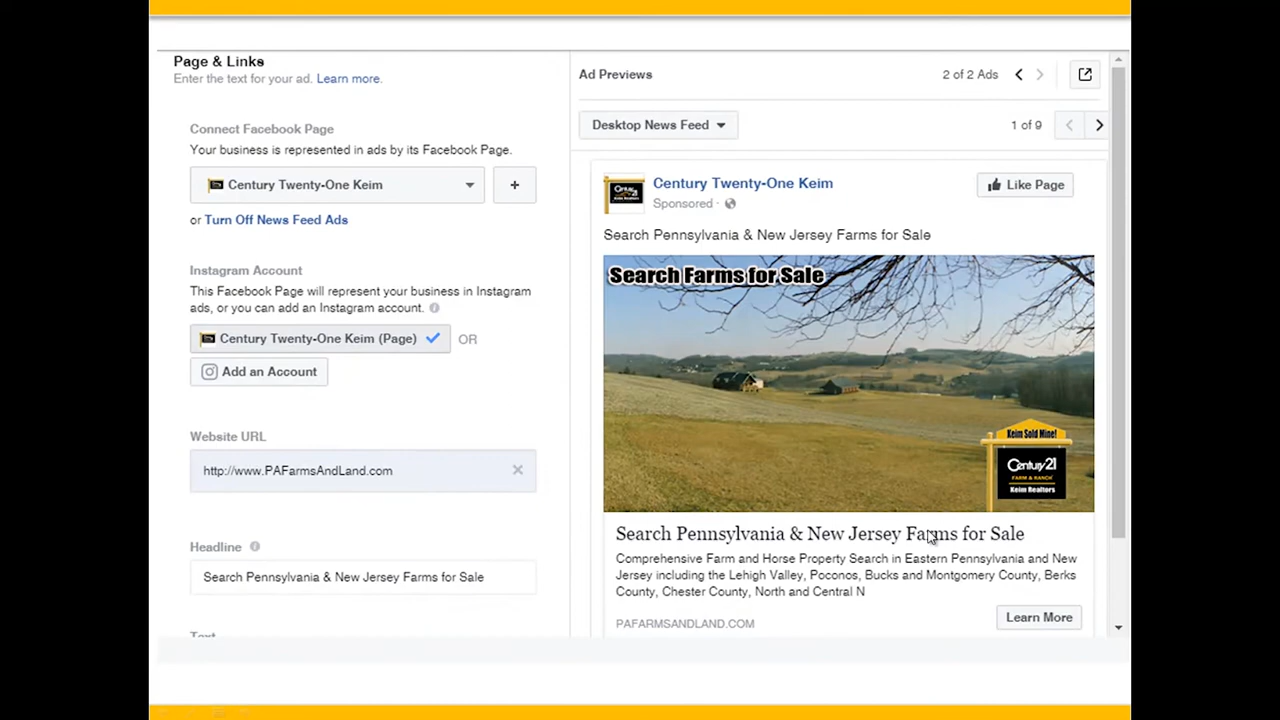 Page & Links
Enter the text for your ad. Learn more.
Connect Facebook Page
Your business is represented in ads by its Facebook Page.
Century Twenty-One Keim
+
or Turn Off News Feed Ads
Instagram Account
This Facebook Page will represent your business in Instagram
ads, or you can add an Instagram account.
Century Twenty-One Keim (Page) OR
Add an Account
Website URL
http://www.PAFarmsAndLand.com
Headline
Search Pennsylvania & New Jersey Farms for Sale
Text
Ad Previews
2 of 2 Ads
Desktop News Feed
1 of 9
Century 21
Century Twenty-One Keim
Like Page
Sponsored ·
Search Pennsylvania & New Jersey Farms for Sale
Search Farms for Sale
Keim Sold Mine!
Century 21
FARM & RANCH
Keim Realtors
Search Pennsylvania & New Jersey Farms for Sale
Comprehensive Farm and Horse Property Search in Eastern Pennsylvania and New
Jersey including the Lehigh Valley, Poconos, Bucks and Montgomery County, Berks
County, Chester County, North and Central N
Learn More
PAFARMSANDLAND.COM